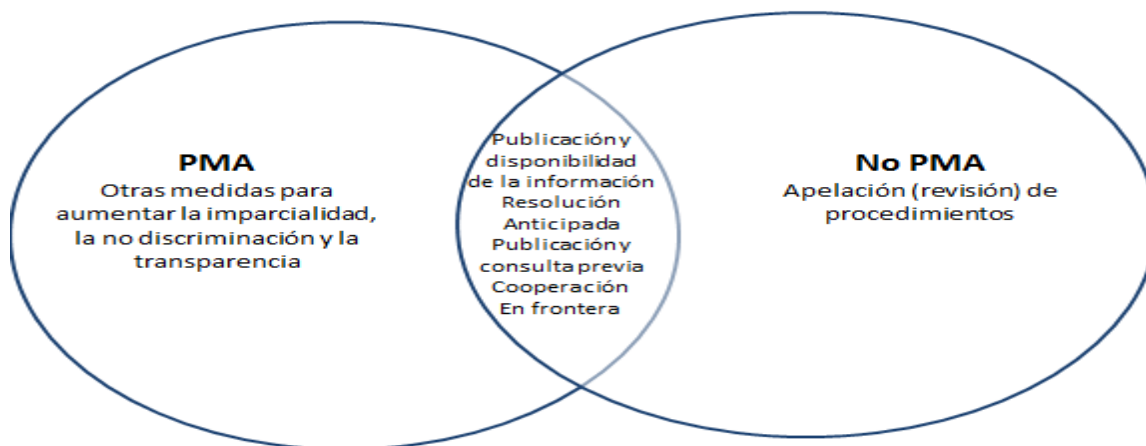 PMA
Otras medidas para
aumentar la imparcialidad,
la no discriminación y la
transparencia
Publicación y
disponibilidad
de la información
Resolución
Anticipada
Publicación y
consulta previa
Cooperación
En frontera
No PMA
Apelación (revisión) de
procedimientos